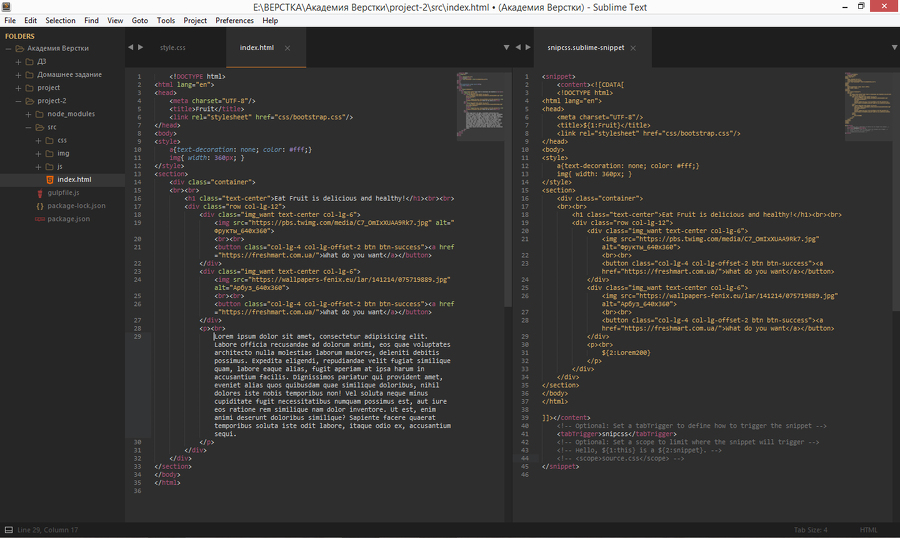 E:\ВЕРСТКА\Академия Верстки\project-2\src\index.html • (Академия Верстки) - Sublime Text
File Edit Selection Find View Goto Tools Project Preferences Help
FOLDERS
Академия Верстки
ДЗ
Домашнее задание
project
project-2
node_modules
src
css
img
js
index.html
gulpfile.js
package-lock.json
package.json
style.css
index.html
1 <!DOCTYPE html>
2 <html lang="en">
3 <head>
4 <meta charset="UTF-8"/>
5 <title>Fruit</title>
6 <link rel="stylesheet" href="css/bootstrap.css"/>
7 </head>
8 <body>
9 <style>
10 a{text-decoration: none; color: #fff;}
11 img{ width: 360px; }
12 </style>
13 <section>
14 <div class="container">
15 <br><br>
16 <h1 class="text-center">Eat Fruit is delicious and healthy!</h1><br><br>
17 <div class="row col-lg-12">
18 <div class="img_want text-center col-lg-6">
19 <img src="https://pbs.twimg.com/media/C7_OmIxXUAA9Rk7.jpg" alt="
Фрукты_640x360">
20 <br><br>
21 <button class="col-lg-4 col-lg-offset-2 btn btn-success"><a href
="https://freshmart.com.ua/">What do you want</a></button>
22 </div>
23 <div class="img_want text-center col-lg-6">
24 <img src="https://wallpapers-fenix.eu/lar/141214/075719889.jpg"
alt="Арбуз_640x360">
25 <br><br>
26 <button class="col-lg-4 col-lg-offset-2 btn btn-success"><a href
="https://freshmart.com.ua/">What do you want</a></button>
27 </div>
28 <p><br>
29 Lorem ipsum dolor sit amet, consectetur adipisicing elit.
Labore officia recusandae ad dolorum animi, eos quae voluptates
architecto nulla molestias laborum maiores, deleniti debitis
possimus. Expedita eligendi, repudiandae velit fugiat similique
quam, labore eaque alias, fugit aperiam at ipsa harum in
accusantium facilis. Dignissimos pariatur qui provident amet,
eveniet alias quos quibusdam quae similique doloribus, nihil
dolores iste nobis temporibus non! Vel soluta neque minus
cupiditate fugit necessitatibus numquam possimus est, aut iure
eos ratione rem similique nam dolor inventore. Ut est, enim
animi deserunt doloribus similique? Sapiente facere quaerat
temporibus soluta iste odit labore, itaque odio ex, accusantium
sequi.
30 </p>
31 </div>
32 </div>
33 </section>
34 </body>
35 </html>
36
snipcss.sublime-snippet
1 <snippet>
2 <content><![CDATA[
3 <!DOCTYPE html>
4 <html lang="en">
5 <head>
6 <meta charset="UTF-8"/>
7 <title>${1:Fruit}</title>
8 <link rel="stylesheet" href="css/bootstrap.css"/>
9 </head>
10 <body>
11 <style>
12 a{text-decoration: none; color: #fff;}
13 img{ width: 360px; }
14 </style>
15 <section>
16 <div class="container">
17 <br><br>
18 <h1 class="text-center">Eat Fruit is delicious and healthy!</h1><br><br>
19 <div class="row col-lg-12">
20 <div class="img_want text-center col-lg-6">
21 <img src="https://pbs.twimg.com/media/C7_OmIxXUAA9Rk7.jpg"
alt="Фрукты_640x360">
22 <br><br>
23 <button class="col-lg-4 col-lg-offset-2 btn btn-success"><a
href="https://freshmart.com.ua/">What do you want</a></button>
24 </div>
25 <div class="img_want text-center col-lg-6">
26 <img src="https://wallpapers-fenix.eu/lar/141214/075719889.jpg"
alt="Арбуз_640x360">
27 <br><br>
28 <button class="col-lg-4 col-lg-offset-2 btn btn-success"><a
href="https://freshmart.com.ua/">What do you want</a></button>
29 </div>
30 <p><br>
31 ${2:Lorem200}
32 </p>
33 </div>
34 </div>
35 </section>
36 </body>
37 </html>
38
39 ]]></content>
40 <!-- Optional: Set a tabTrigger to define how to trigger the snippet -->
41 <tabTrigger>snipcss</tabTrigger>
42 <!-- Optional: Set a scope to limit where the snippet will trigger -->
43 <!-- Hello, ${1:this} is a ${2:snippet}. -->
44 <!-- <scope>source.css</scope> -->
45 </snippet>
46
Line 29, Column 17
Tab Size: 4
HTML